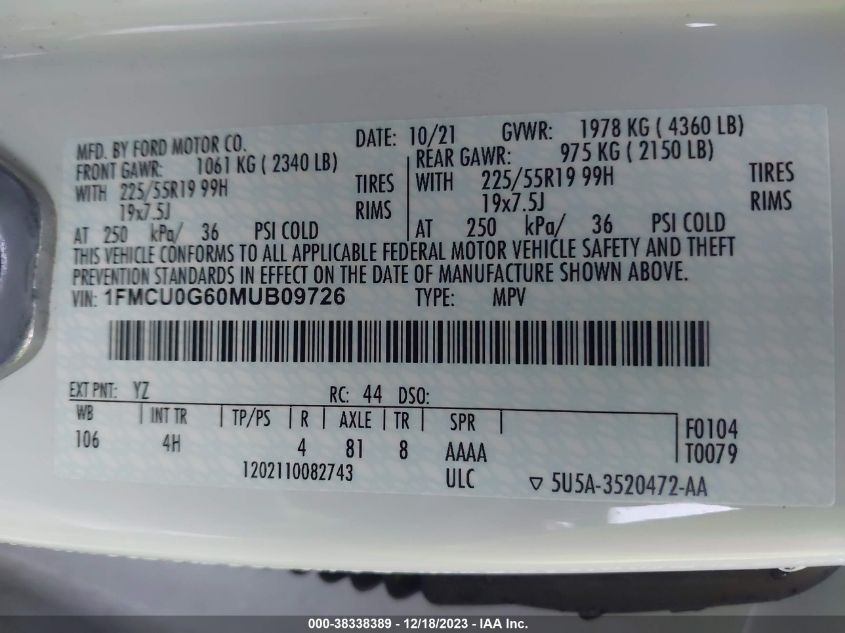 MFD. BY FORD MOTOR CO. DATE: 10/21 GVWR: 1978 KG ( 4360 LB)
FRONT GAWR: 1061 KG ( 2340 LB) REAR GAWR: 975 KG ( 2150 LB)
WITH 225/55R19 99H TIRES WITH 225/55R19 99H TIRES
19x7.5J RIMS 19x7.5J RIMS
AT 250 kPa/ 36 PSI COLD AT 250 kPa/ 36 PSI COLD
THIS VEHICLE CONFORMS TO ALL APPLICABLE FEDERAL MOTOR VEHICLE SAFETY AND THEFT
PREVENTION STANDARDS IN EFFECT ON THE DATE OF MANUFACTURE SHOWN ABOVE.
VIN: 1FMCU0G60MUB09726 TYPE: MPV
EXT PNT: YZ RC: 44 DSO:
WB INT TR TP/PS R AXLE TR SPR F0104
106 4H 4 81 8 AAAA T0079
1202110082743 ULC 5U5A-3520472-AA
000-38338389 - 12/18/2023 - IAA Inc.